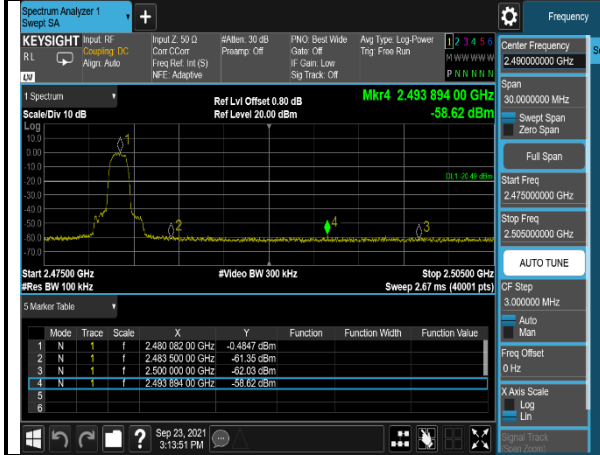 Spectrum Analyzer 1
Swept SA
+
Frequency
KEYSIGHT Input: RF
RL
Coupling: DC
Align: Auto
LW
Input Z: 50 Ω
Corr CCorr
Freq Ref: Int (S)
NFE: Adaptive
#Atten: 30 dB
Preamp: Off
PNO: Best Wide
Gate: Off
IF Gain: Low
Sig Track: Off
Avg Type: Log-Power
Trig: Free Run
1 2 3 4 5 6
M W W W W W
P N N N N N
1 Spectrum
Scale/Div 10 dB
Ref Lvl Offset 0.80 dB
Ref Level 20.00 dBm
Mkr4 2.493 894 00 GHz
-58.62 dBm
Log
10.0
0.00
-10.0
-20.0
-30.0
-40.0
-50.0
-60.0
-70.0
1
2
4
3
DL1 -20.49 dBm
Start 2.47500 GHz
#Res BW 100 kHz
#Video BW 300 kHz
Stop 2.50500 GHz
Sweep 2.67 ms (40001 pts)
5 Marker Table
Mode Trace Scale X Y Function Function Width Function Value
1 N 1 f 2.480 082 00 GHz -0.4847 dBm
2 N 1 f 2.483 500 00 GHz -61.35 dBm
3 N 1 f 2.500 000 00 GHz -62.03 dBm
4 N 1 f 2.493 894 00 GHz -58.62 dBm
5
6
?
Sep 23, 2021
3:13:51 PM
Center Frequency
2.490000000 GHz
Span
30.0000000 MHz
Swept Span
Zero Span
Full Span
Start Freq
2.475000000 GHz
Stop Freq
2.505000000 GHz
AUTO TUNE
CF Step
3.000000 MHz
Auto
Man
Freq Offset
0 Hz
X Axis Scale
Log
Lin
Signal Track
(Span Zoom)